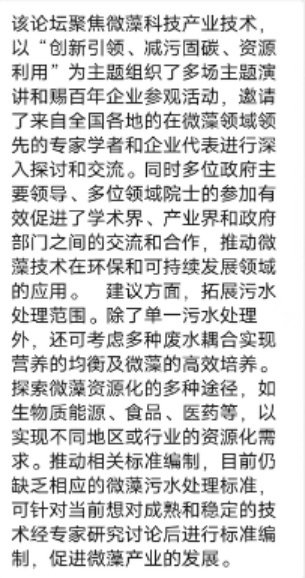 该论坛聚焦微藻科技产业技术，
以“创新引领、减污固碳、资源
利用”为主题组织了多场主题演
讲和赐百年企业参观活动，邀请
了来自全国各地的在微藻领域领
先的专家学者和企业代表进行深
入探讨和交流。同时多位政府主
要领导、多位领域院士的参加有
效促进了学术界、产业界和政府
部门之间的交流和合作，推动微
藻技术在环保和可持续发展领域
的应用。 建议方面，拓展污水
处理范围。除了单一污水处理
外，还可考虑多种废水耦合实现
营养的均衡及微藻的高效培养。
探索微藻资源化的多种途径，如
生物质能源、食品、医药等，以
实现不同地区或行业的资源化需
求。推动相关标准编制，目前仍
缺乏相应的微藻污水处理标准，
可针对当前想对成熟和稳定的技
术经专家研究讨论后进行标准编
制，促进微藻产业的发展。